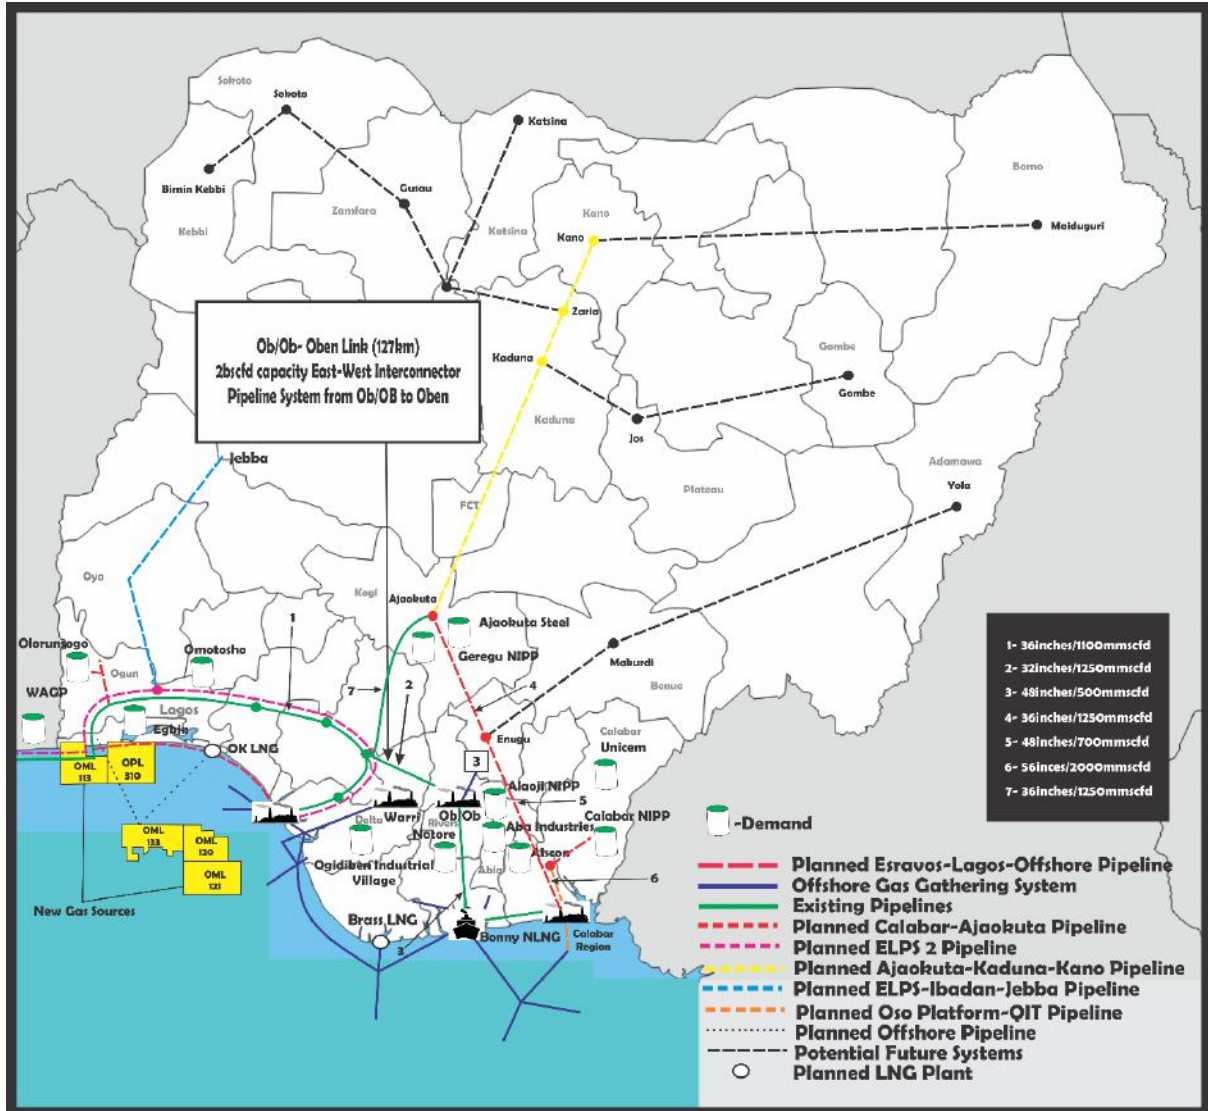 Sokoto
Sokoto
Katsina
Birnin Kebbi
Kebbi
Zamfara
Gusau
Katsina
Kano
Kano
Borno
Maiduguri
Zaria
Kaduna
Kaduna
Gombe
Gombe
Jos
Ob/Ob- Oben Link (127km)
2bscfd capacity East-West Interconnector
Pipeline System from Ob/OB to Oben
Jebba
FCT
Plateau
Adamawa
Yola
Oyo
Kogi
Ajaokuta
1
Ajaokuta Steel
Geregu NIPP
Olorunsogo
Ogun
Omotosho
Makurdi
Benue
WAGP
Lagos
Egbin
7
2
4
Enugu
Calabar
Unicem
OK LNG
3
OML
113
OPL
310
Alaoji NIPP
5
Calabar NIPP
Warri
Ob/Ob
Delta
Rivers
Notore
Aba Industries
Alscon
OML
133
OML
120
OML
121
Ogidiben Industrial
Village
Abia
6
New Gas Sources
Brass LNG
3
Bonny NLNG
Calabar
Region
1- 36inches/1100mmscfd
2- 32inches/1250mmscfd
3- 48inches/500mmscfd
4- 36inches/1250mmscfd
5- 48inches/700mmscfd
6- 56inces/2000mmscfd
7- 36inches/1250mmscfd
-Demand
Planned Esravos-Lagos-Offshore Pipeline
Offshore Gas Gathering System
Existing Pipelines
Planned Calabar-Ajaokuta Pipeline
Planned ELPS 2 Pipeline
Planned Ajaokuta-Kaduna-Kano Pipeline
Planned ELPS-Ibadan-Jebba Pipeline
Planned Oso Platform-QIT Pipeline
Planned Offshore Pipeline
Potential Future Systems
Planned LNG Plant